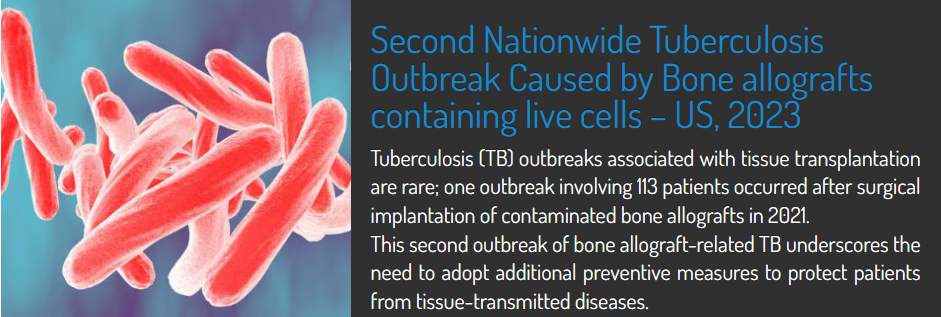 Second Nationwide Tuberculosis
Outbreak Caused by Bone allografts
containing live cells – US, 2023
Tuberculosis (TB) outbreaks associated with tissue transplantation
are rare; one outbreak involving 113 patients occurred after surgical
implantation of contaminated bone allografts in 2021.
This second outbreak of bone allograft-related TB underscores the
need to adopt additional preventive measures to protect patients
from tissue-transmitted diseases.